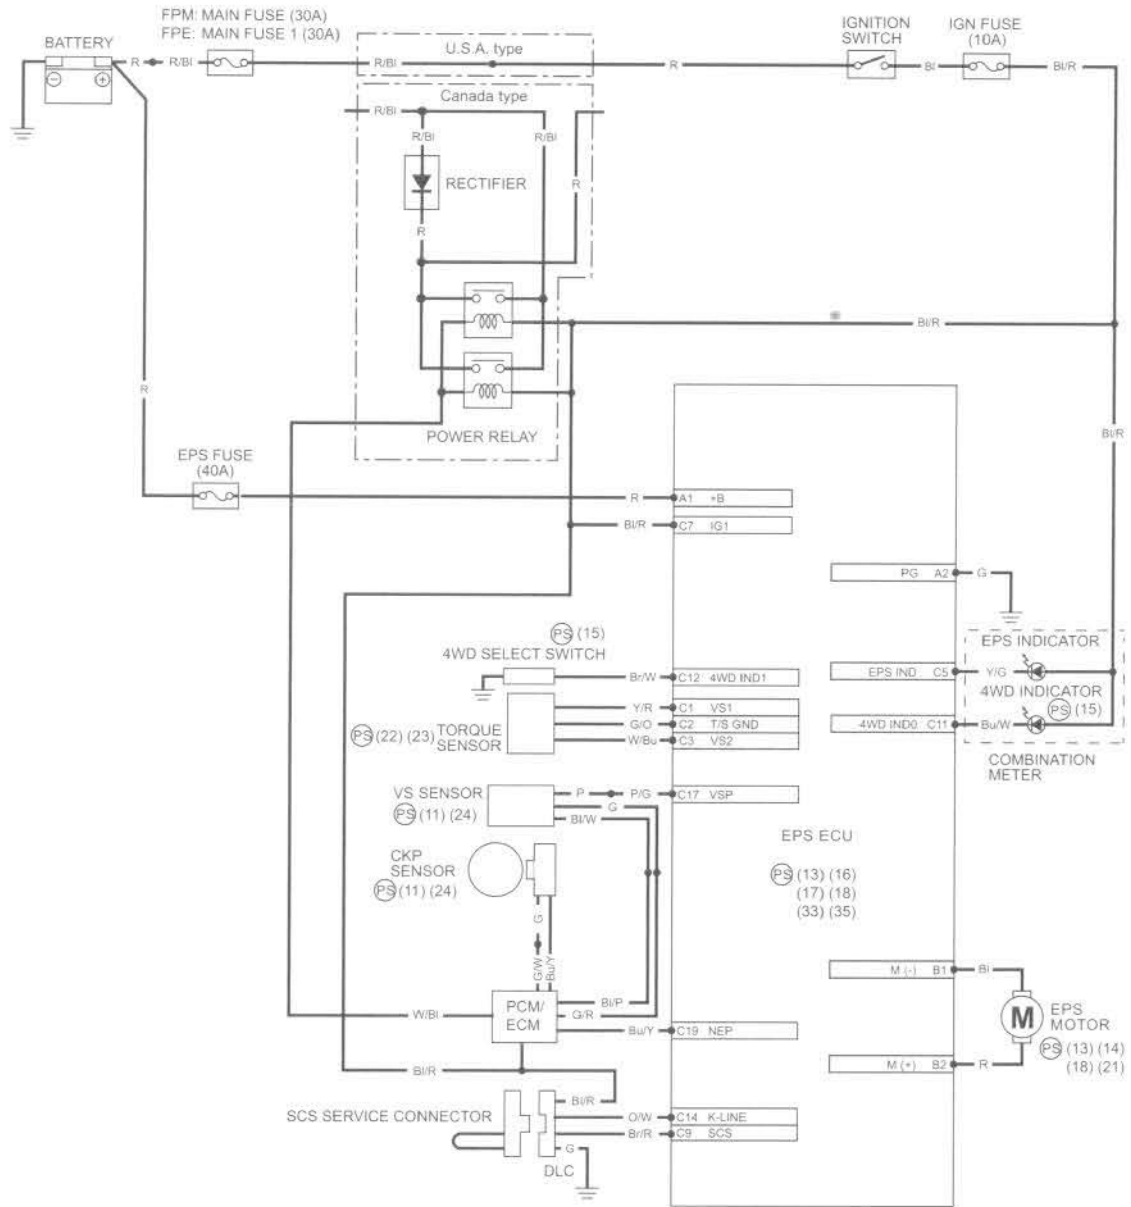 FPM: MAIN FUSE (30A)
FPE: MAIN FUSE 1 (30A)
BATTERY
R
R/Bl
U.S.A. type
R/Bl
R
IGNITION
SWITCH
Bl
IGN FUSE
(10A)
Bl/R
Canada type
R/Bl
R/Bl
R/Bl
RECTIFIER
R
R
Bl/R
POWER RELAY
R
Bl/R
EPS FUSE
(40A)
R
A1 +B
Bl/R
C7 IG1
PG A2
G
PS (15)
4WD SELECT SWITCH
Br/W
C12 4WD IND1
EPS INDICATOR
EPS IND C5
Y/G
4WD INDICATOR
PS (15)
4WD IND0 C11
Bu/W
COMBINATION
METER
PS (22) (23)
TORQUE
SENSOR
Y/R
C1 VS1
G/O
C2 T/S GND
W/Bu
C3 VS2
VS SENSOR
PS (11) (24)
P
P/G
C17 VSP
G
Bl/W
EPS ECU
PS (13) (16)
(17) (18)
(33) (35)
CKP
SENSOR
PS (11) (24)
G
G/W
Bu/Y
M (-) B1
Bl
M
EPS
MOTOR
PS (13) (14)
(18) (21)
M (+) B2
R
W/Bl
PCM/
ECM
Bl/P
G/R
Bu/Y
C19 NEP
Bl/R
Bl/R
SCS SERVICE CONNECTOR
O/W
C14 K-LINE
Br/R
C9 SCS
G
DLC